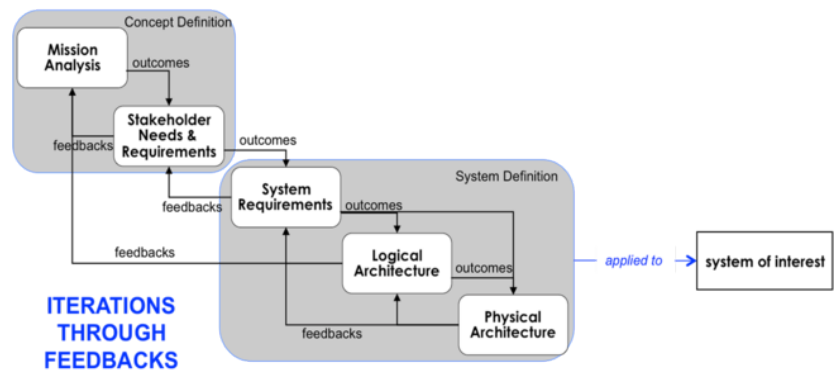 Concept Definition
Mission
Analysis
outcomes
Stakeholder
Needs &
Requirements
feedbacks
outcomes
System Definition
System
Requirements
feedbacks
outcomes
Logical
Architecture
feedbacks
outcomes
applied to
system of interest
Physical
Architecture
feedbacks
ITERATIONS
THROUGH
FEEDBACKS